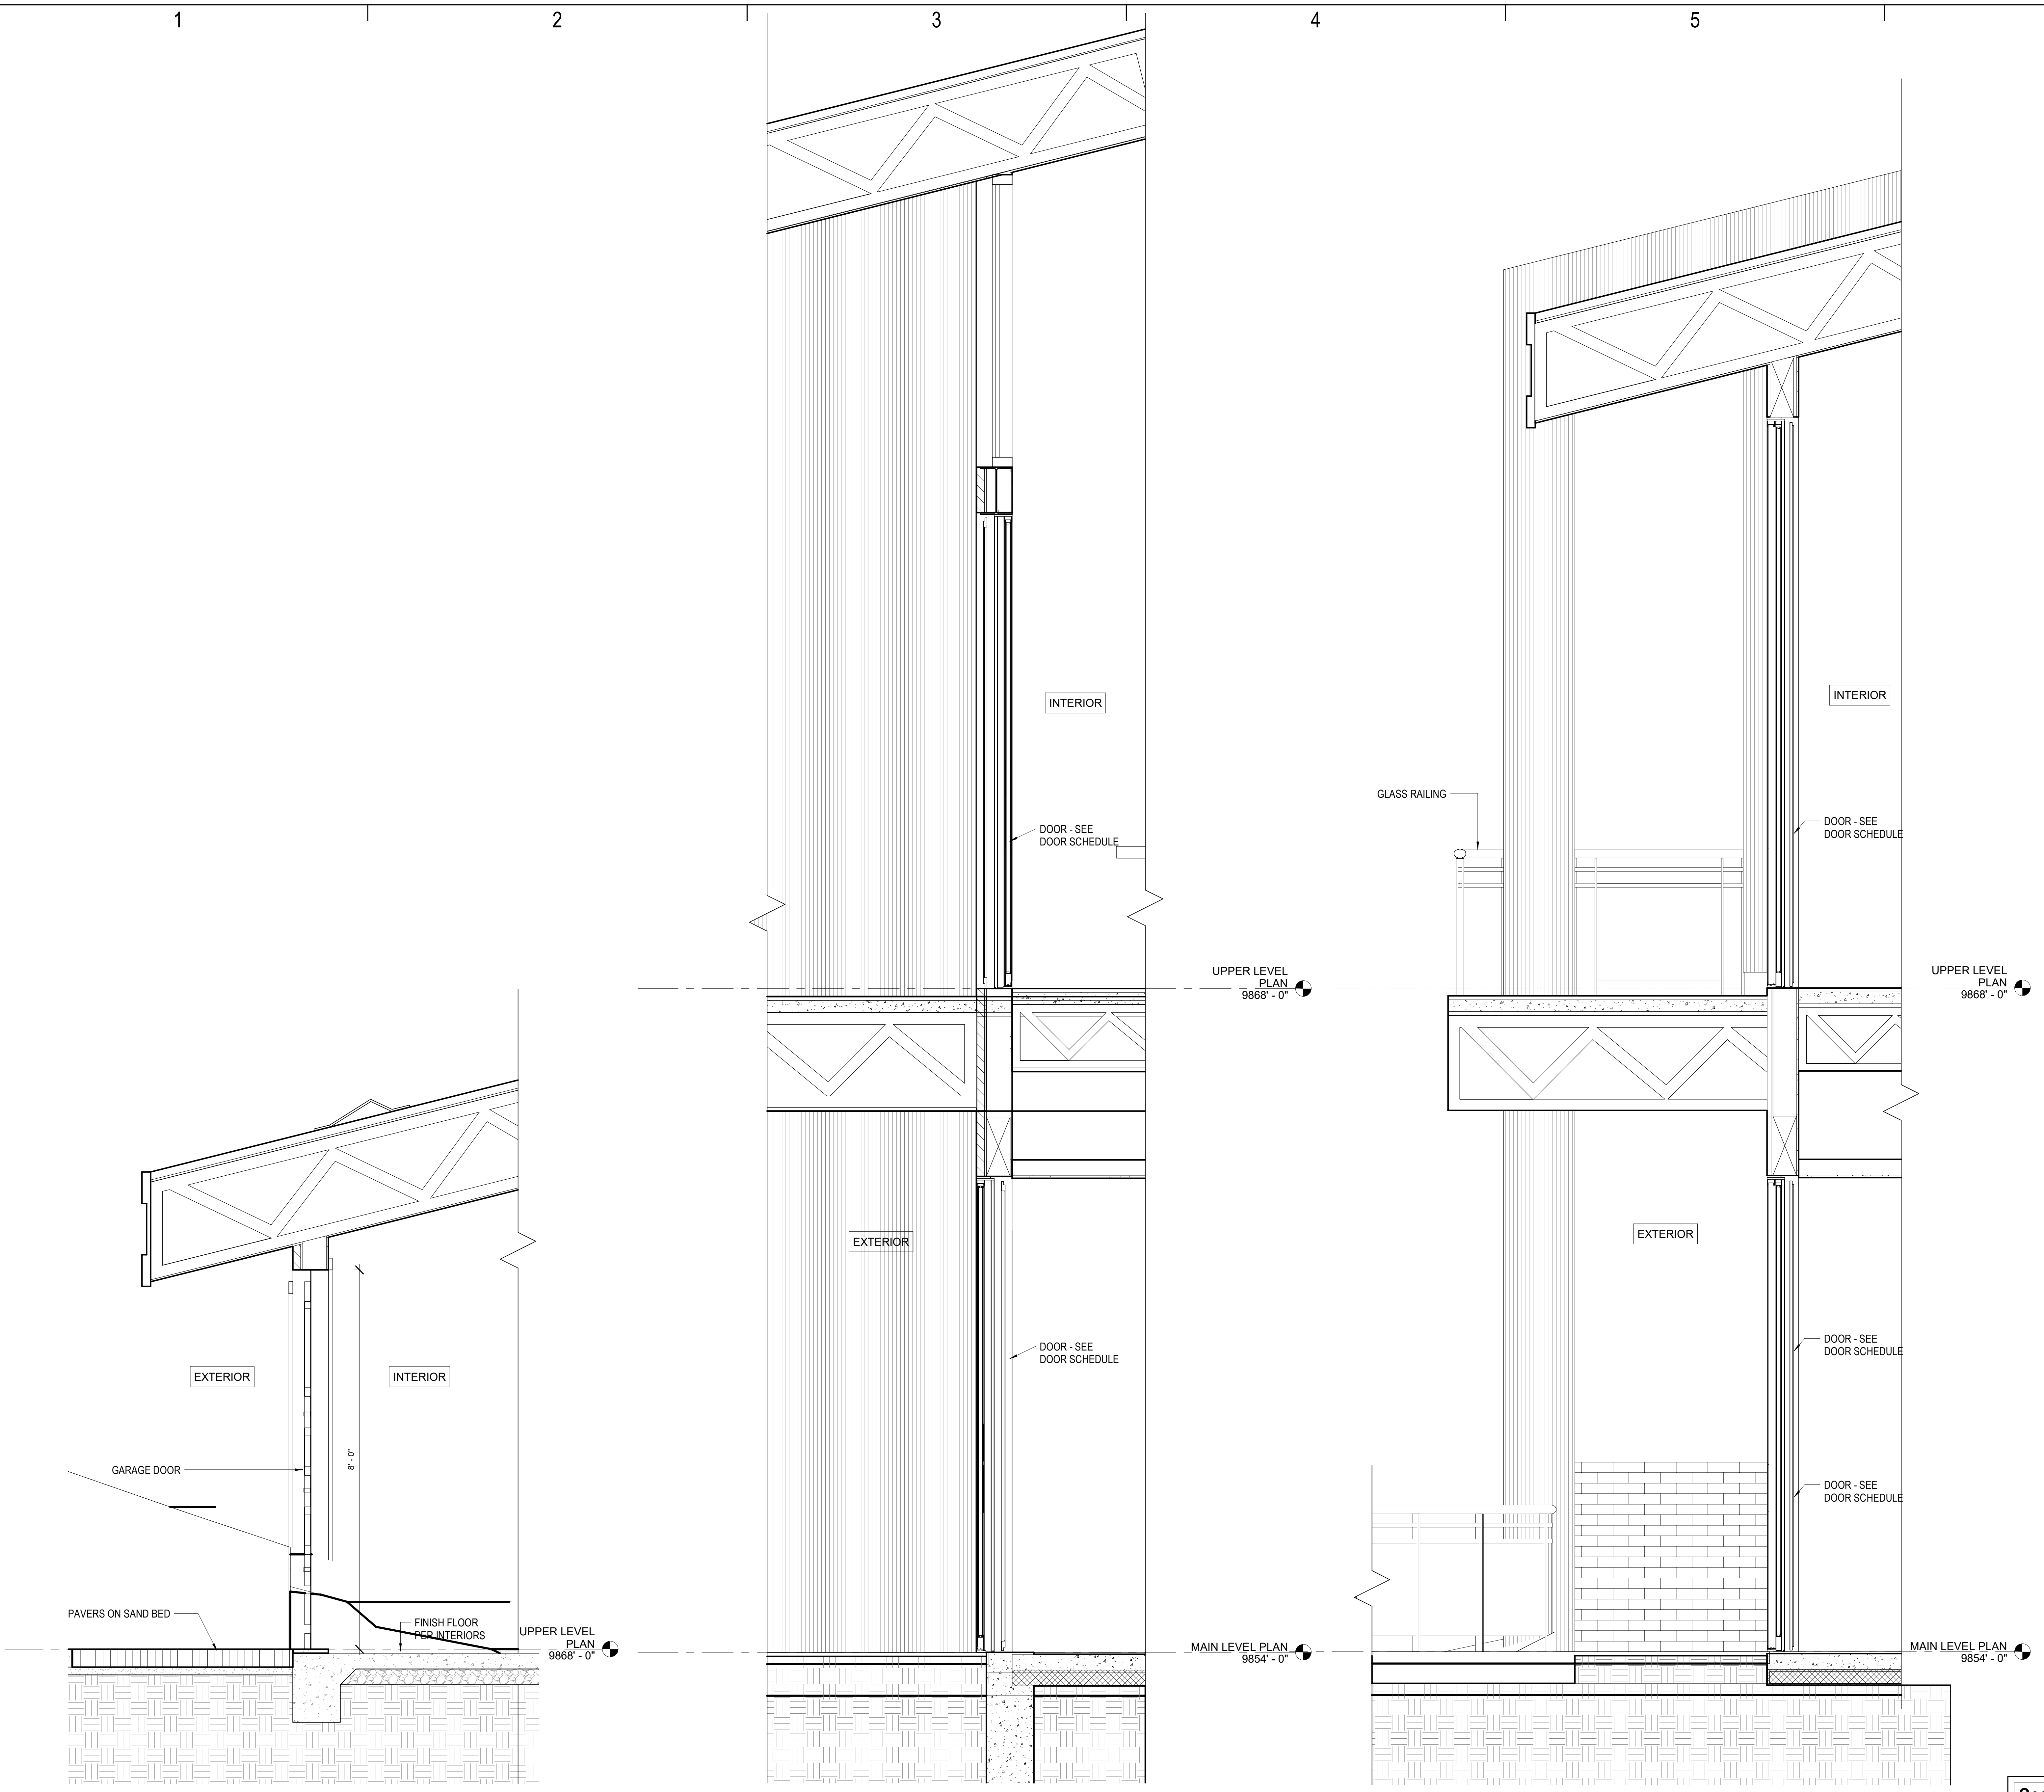 1
2
3
4
5
INTERIOR
INTERIOR
GLASS RAILING
DOOR - SEE
DOOR SCHEDULE
DOOR - SEE
DOOR SCHEDULE
UPPER LEVEL
PLAN
9868' - 0"
UPPER LEVEL
PLAN
9868' - 0"
EXTERIOR
EXTERIOR
DOOR - SEE
DOOR SCHEDULE
DOOR - SEE
DOOR SCHEDULE
EXTERIOR
INTERIOR
8' - 0"
GARAGE DOOR
DOOR - SEE
DOOR SCHEDULE
PAVERS ON SAND BED
FINISH FLOOR
PER INTERIORS
UPPER LEVEL
PLAN
9868' - 0"
MAIN LEVEL PLAN
9854' - 0"
MAIN LEVEL PLAN
9854' - 0"